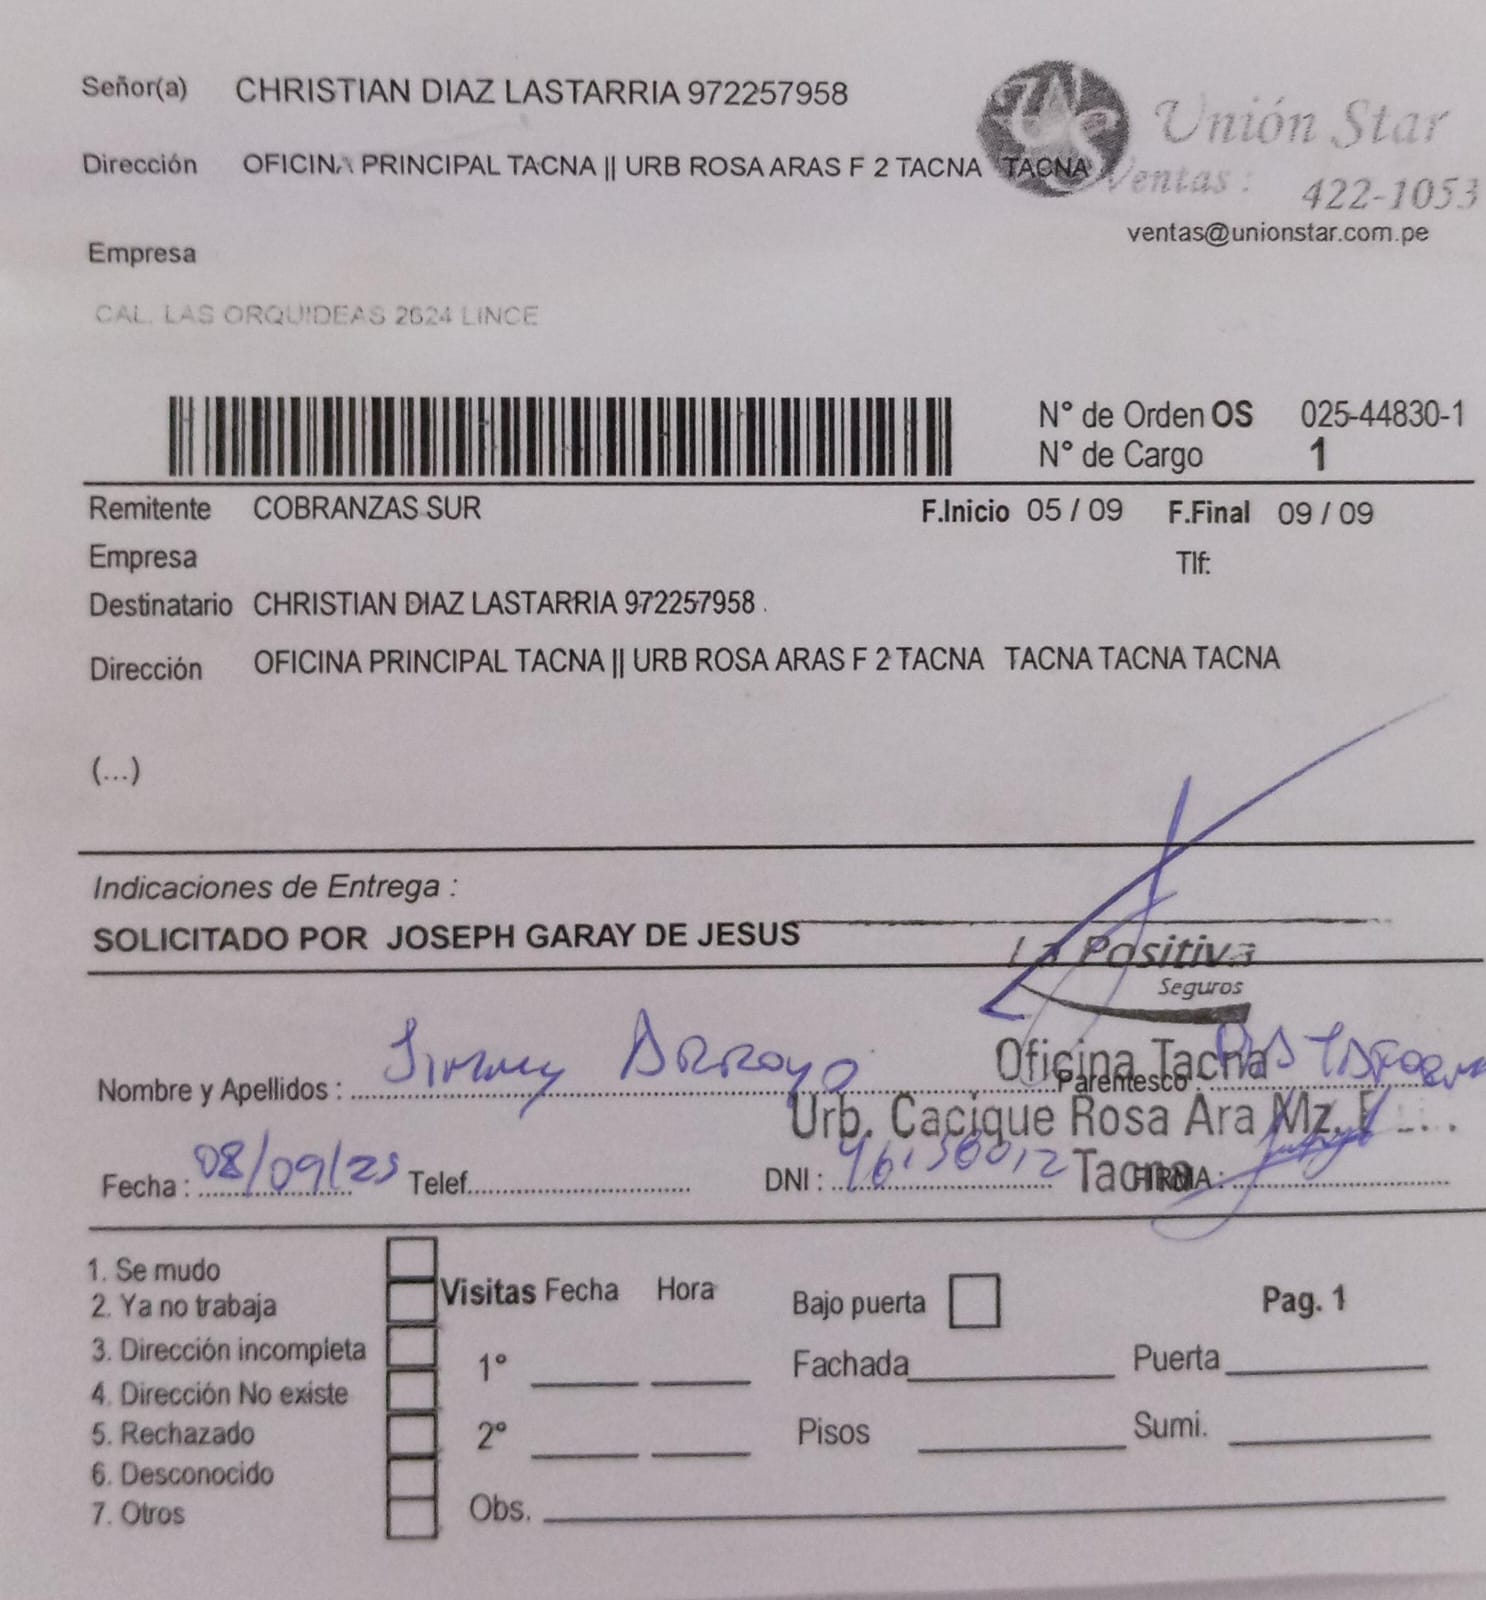 Señor(a) CHRISTIAN DIAZ LASTARRIA 972257958
Unión Star
Dirección OFICINA PRINCIPAL TACNA || URB ROSA ARAS F 2 TACNA TACNA
Ventas : 422-1053
ventas@unionstar.com.pe
Empresa
CAL. LAS ORQUIDEAS 2624 LINCE
N° de Orden OS 025-44830-1
N° de Cargo 1
Remitente COBRANZAS SUR F.Inicio 05 / 09 F.Final 09 / 09
Empresa Tlf:
Destinatario CHRISTIAN DIAZ LASTARRIA 972257958
Dirección OFICINA PRINCIPAL TACNA || URB ROSA ARAS F 2 TACNA TACNA TACNA TACNA
(...)
Indicaciones de Entrega :
SOLICITADO POR JOSEPH GARAY DE JESUS
La Positiva
Seguros
Oficina Tacna
Nombre y Apellidos : Jimmy Arroyo Parentesco :
Urb. Cacique Rosa Ara Mz. F
Fecha : 08/09/25 Telef. DNI : FIRMA :
Tacna
1. Se mudo
2. Ya no trabaja
3. Dirección incompleta
4. Dirección No existe
5. Rechazado
6. Desconocido
7. Otros
Visitas Fecha Hora
1°
2°
Obs.
Bajo puerta
Pag. 1
Fachada Puerta
Pisos Sumi.